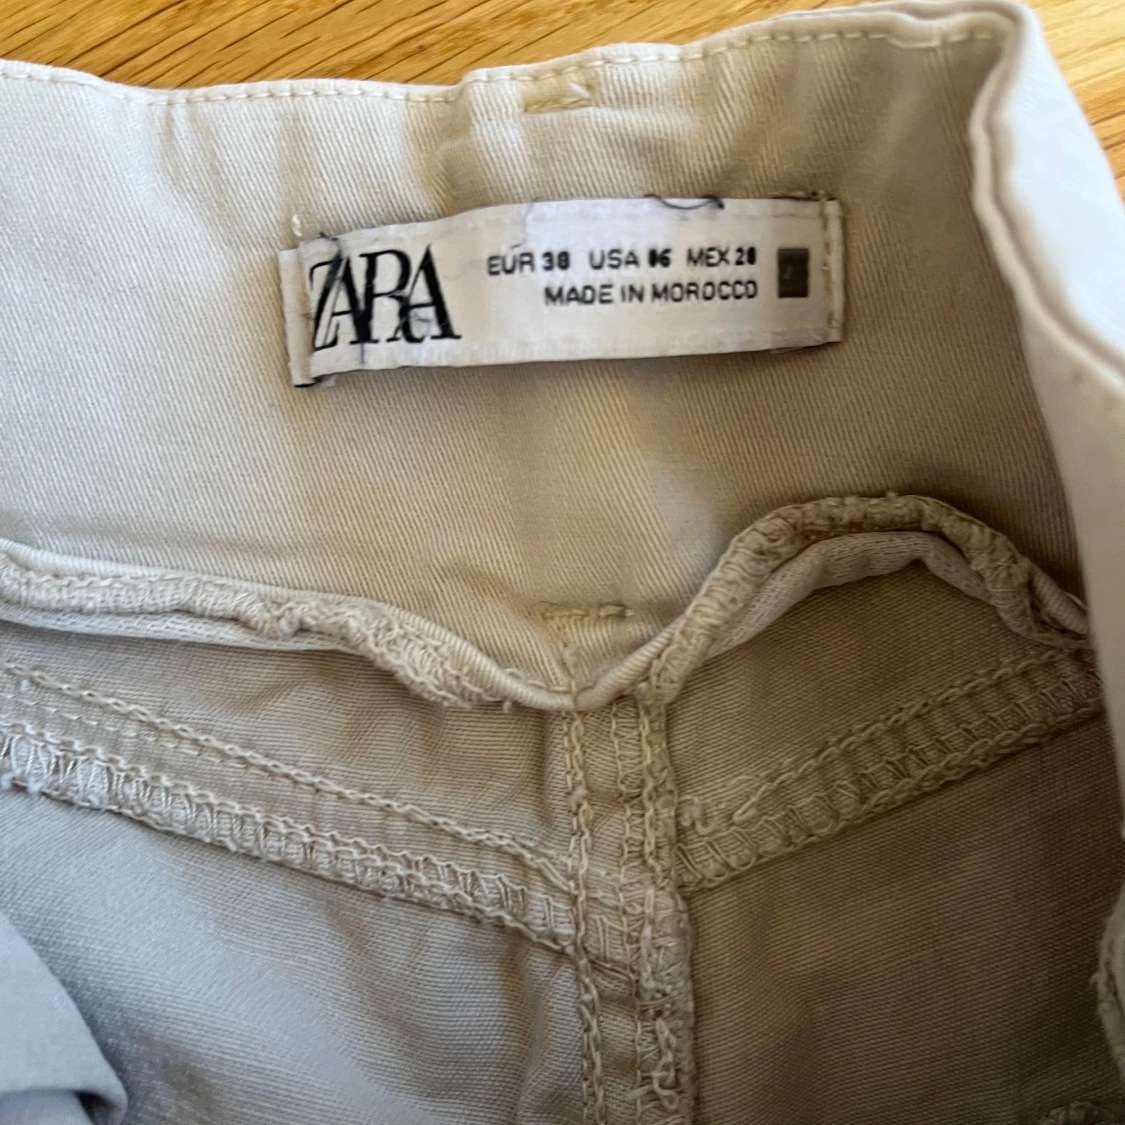 ZARA
EUR 38 USA 06 MEX 28
MADE IN MOROCCO